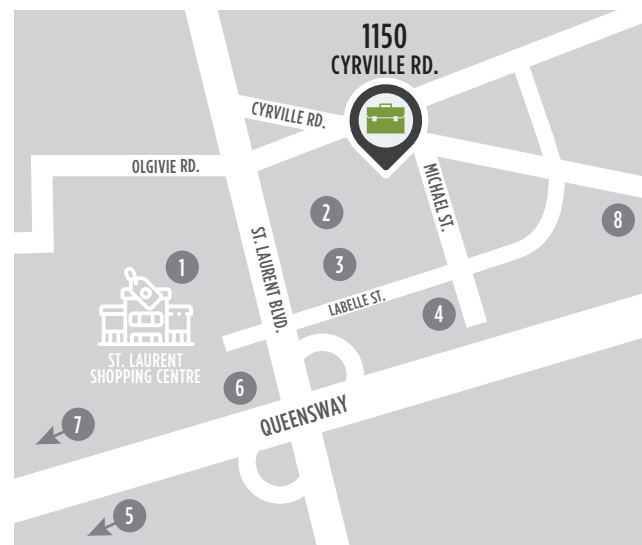 1150
CYRVILLE RD.
CYRVILLE RD.
OLGIVIE RD.
MICHAEL ST.
2
8
ST. LAURENT BLVD.
1
3
LABELLE ST.
4
ST. LAURENT
SHOPPING CENTRE
6
QUEENSWAY
7
5